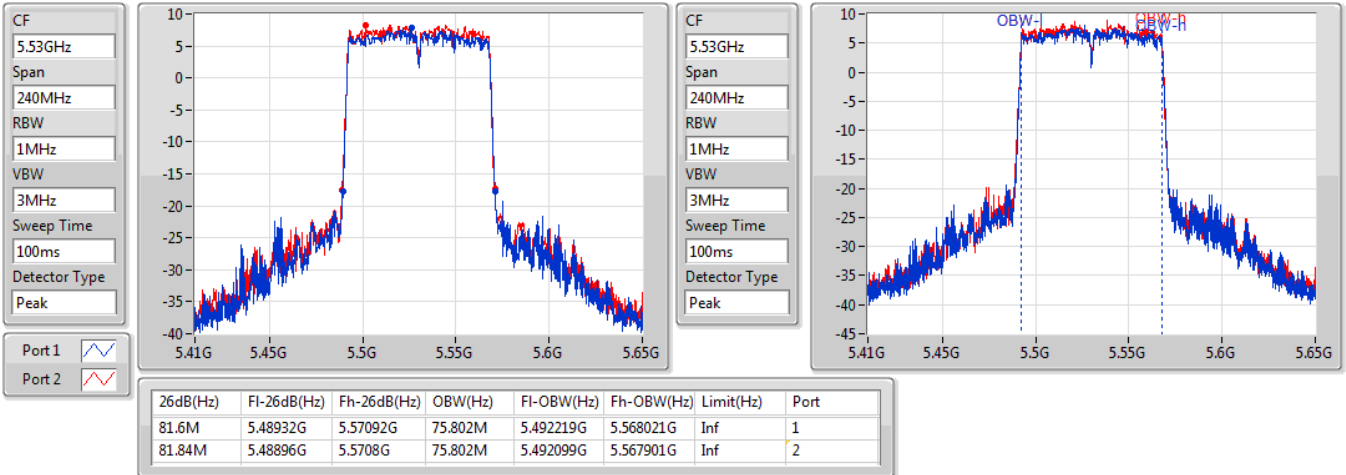 CF
5.53GHz
Span
240MHz
RBW
1MHz
VBW
3MHz
Sweep Time
100ms
Detector Type
Peak
Port 1
Port 2
10
5
0
-5
-10
-15
-20
-25
-30
-35
-40
5.41G 5.45G 5.5G 5.55G 5.6G 5.65G
CF
5.53GHz
Span
240MHz
RBW
1MHz
VBW
3MHz
Sweep Time
100ms
Detector Type
Peak
OBW-l OBW-h
OBW-h
10
5
0
-5
-10
-15
-20
-25
-30
-35
-40
-45
5.41G 5.45G 5.5G 5.55G 5.6G 5.65G
26dB(Hz) Fl-26dB(Hz) Fh-26dB(Hz) OBW(Hz) Fl-OBW(Hz) Fh-OBW(Hz) Limit(Hz) Port
81.6M 5.48932G 5.57092G 75.802M 5.492219G 5.568021G Inf 1
81.84M 5.48896G 5.5708G 75.802M 5.492099G 5.567901G Inf 2